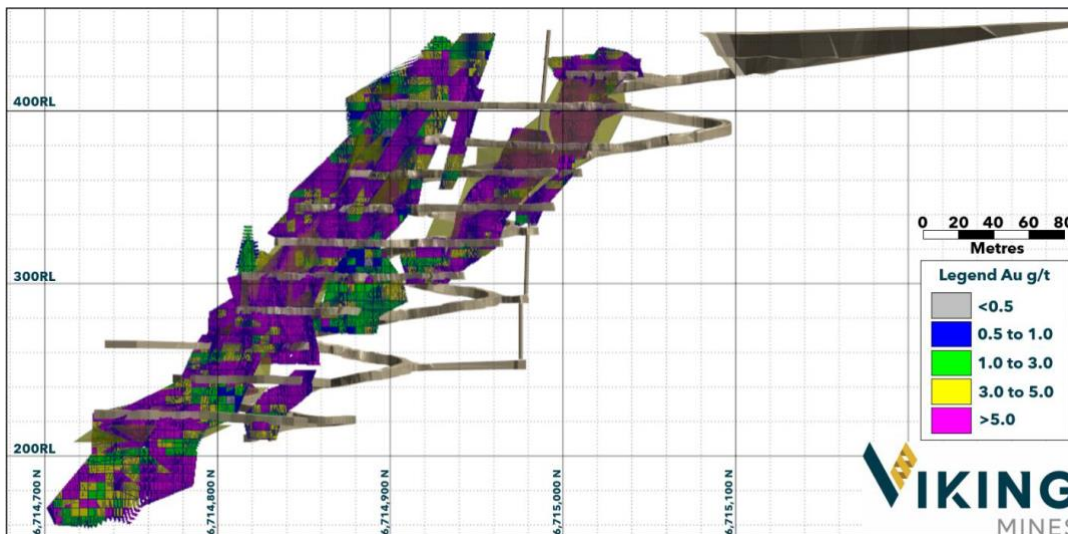 400RL
300RL
200RL
6,714,700 N
6,714,800 N
6,714,900 N
6,715,000 N
6,715,100 N
0 20 40 60 80
Metres
Legend Au g/t
<0.5
0.5 to 1.0
1.0 to 3.0
3.0 to 5.0
>5.0
VIKING
MINES